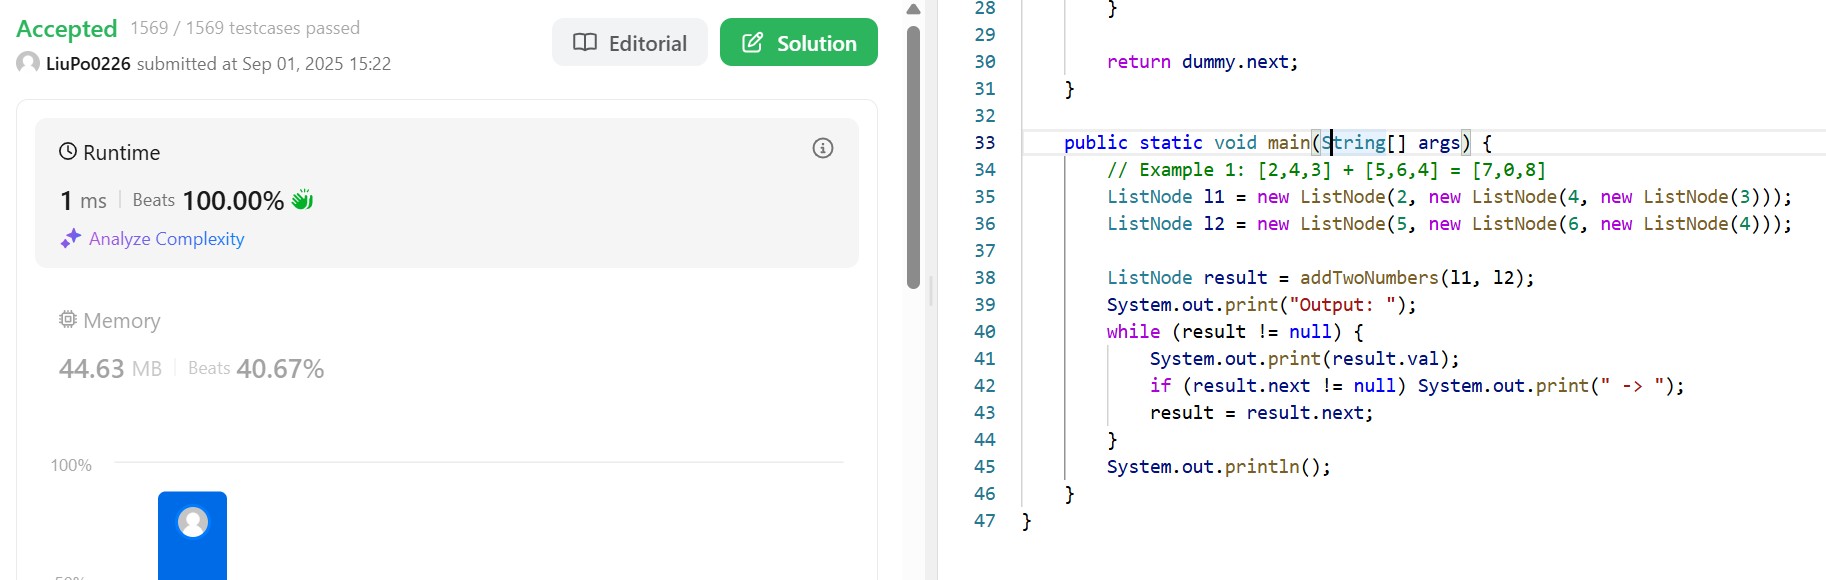 Accepted 1569 / 1569 testcases passed
LiuPo0226 submitted at Sep 01, 2025 15:22
Editorial
Solution
Runtime
1 ms | Beats 100.00%
Analyze Complexity
Memory
44.63 MB | Beats 40.67%
100%
50%
28 }
29
30 return dummy.next;
31 }
32
33 public static void main(String[] args) {
34 // Example 1: [2,4,3] + [5,6,4] = [7,0,8]
35 ListNode l1 = new ListNode(2, new ListNode(4, new ListNode(3)));
36 ListNode l2 = new ListNode(5, new ListNode(6, new ListNode(4)));
37
38 ListNode result = addTwoNumbers(l1, l2);
39 System.out.print("Output: ");
40 while (result != null) {
41 System.out.print(result.val);
42 if (result.next != null) System.out.print(" -> ");
43 result = result.next;
44 }
45 System.out.println();
46 }
47 }